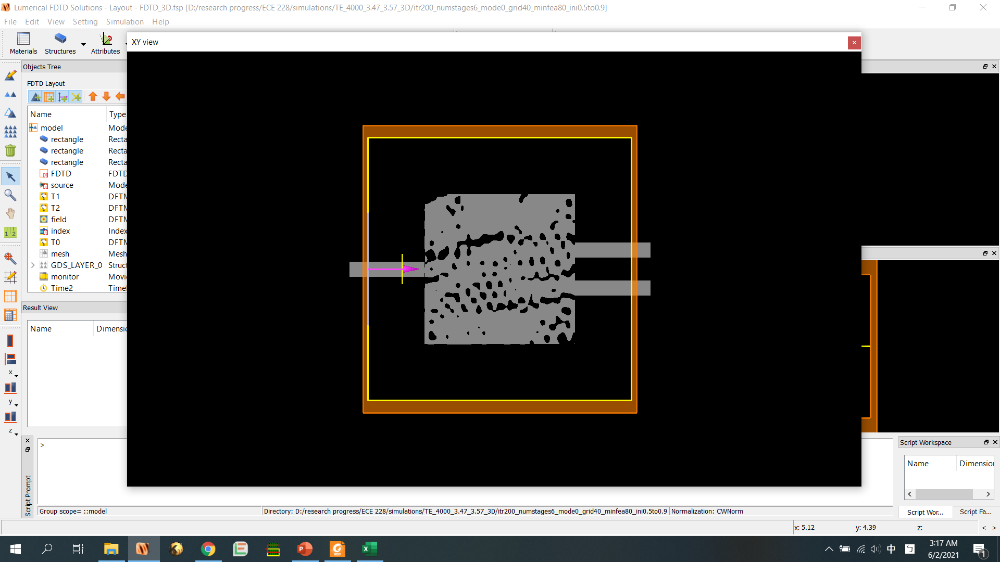 Lumerical FDTD Solutions - Layout - FDTD_3D.fsp [D:/research progress/ECE 228/simulations/TE_4000_3.47_3.57_3D/itr200_numstages6_mode0_grid40_minfea80_ini0.5to0.9]
File Edit View Setting Simulation Help
Materials Structures Attributes
XY view
Objects Tree
FDTD Layout
Name Type
model Mode
rectangle Recta
rectangle Recta
rectangle Recta
FDTD FDTD
source Mode
T1 DFTM
T2 DFTM
field DFTM
index Index
T0 DFTM
mesh Mesh
GDS_LAYER_0 Struct
monitor Movi
Time2 Timel
Result View
Name Dimensio
x
y
z
>
Script Prompt
Script Workspace
Name Dimension
Script Wor... Script Fa...
Group scope= ::model
Directory: D:/research progress/ECE 228/simulations/TE_4000_3.47_3.57_3D/itr200_numstages6_mode0_grid40_minfea80_ini0.5to0.9
Normalization: CWNorm
x: 5.12 y: 4.39 z:
中
3:17 AM
6/2/2021
1